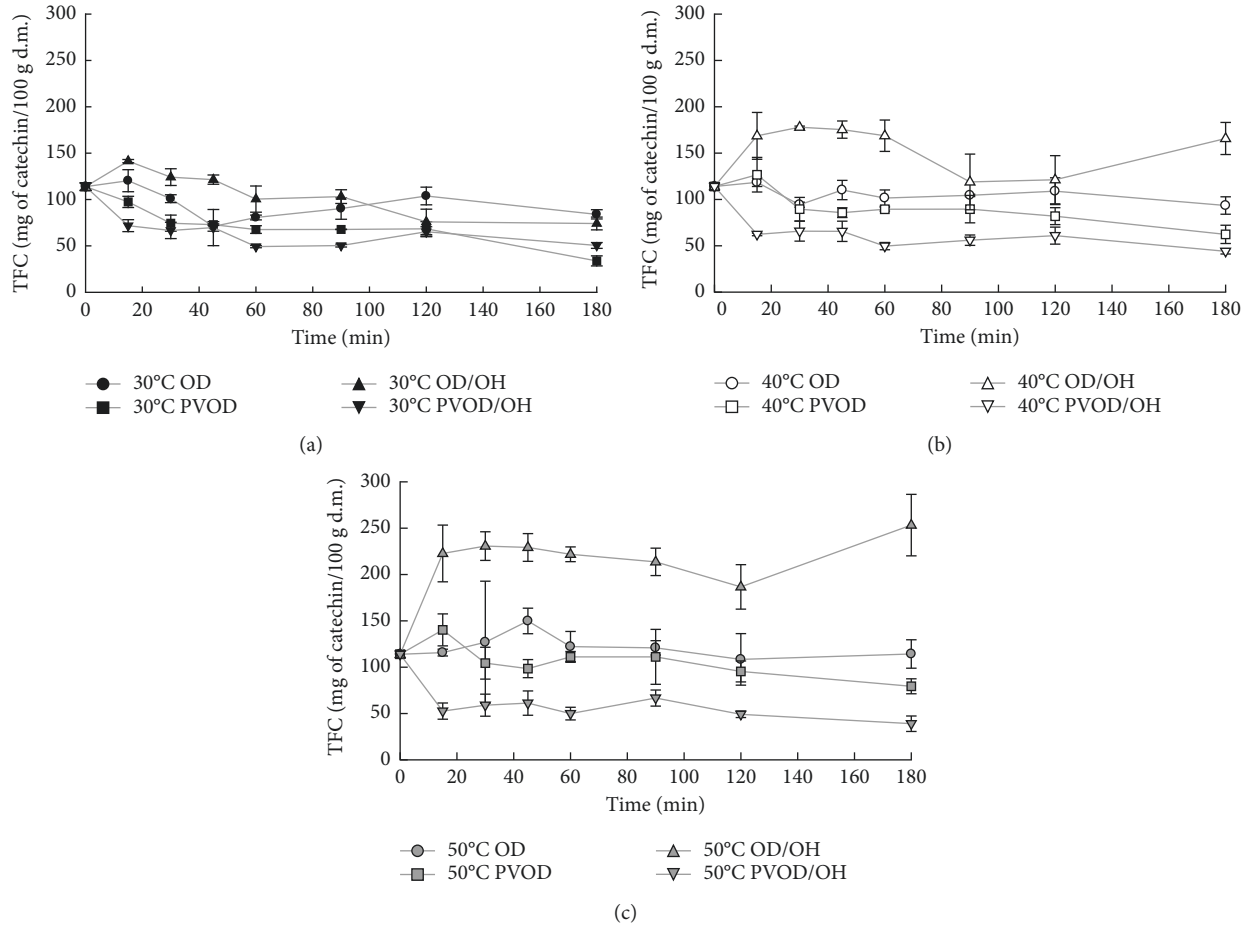 TFC (mg of catechin/100 g d.m.)
300
250
200
150
100
50
0
0 20 40 60 80 100 120 140 160 180
Time (min)
30°C OD
30°C PVOD
30°C OD/OH
30°C PVOD/OH
(a)
TFC (mg of catechin/100 g d.m.)
300
250
200
150
100
50
0
0 20 40 60 80 100 120 140 160 180
Time (min)
40°C OD
40°C PVOD
40°C OD/OH
40°C PVOD/OH
(b)
TFC (mg of catechin/100 g d.m.)
300
250
200
150
100
50
0
0 20 40 60 80 100 120 140 160 180
Time (min)
50°C OD
50°C PVOD
50°C OD/OH
50°C PVOD/OH
(c)